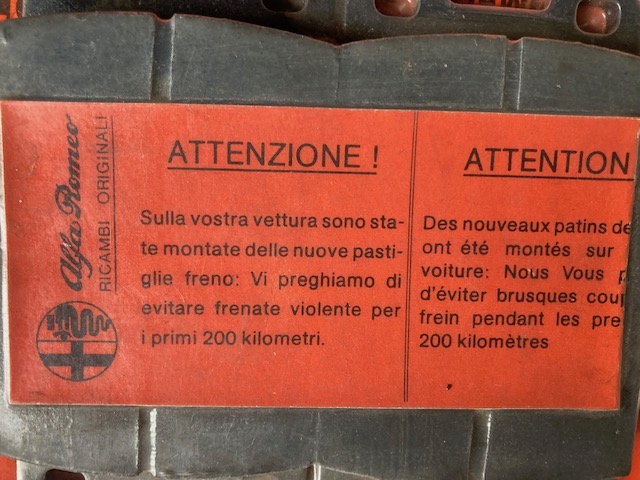 Alfa Romeo
RICAMBI ORIGINALI
ATTENZIONE !
Sulla vostra vettura sono sta-
te montate delle nuove pasti-
glie freno: Vi preghiamo di
evitare frenate violente per
i primi 200 kilometri.
ATTENTION
Des nouveaux patins de
ont été montés sur
voiture: Nous Vous
d'éviter brusques
frein pendant les
200 kilomètres